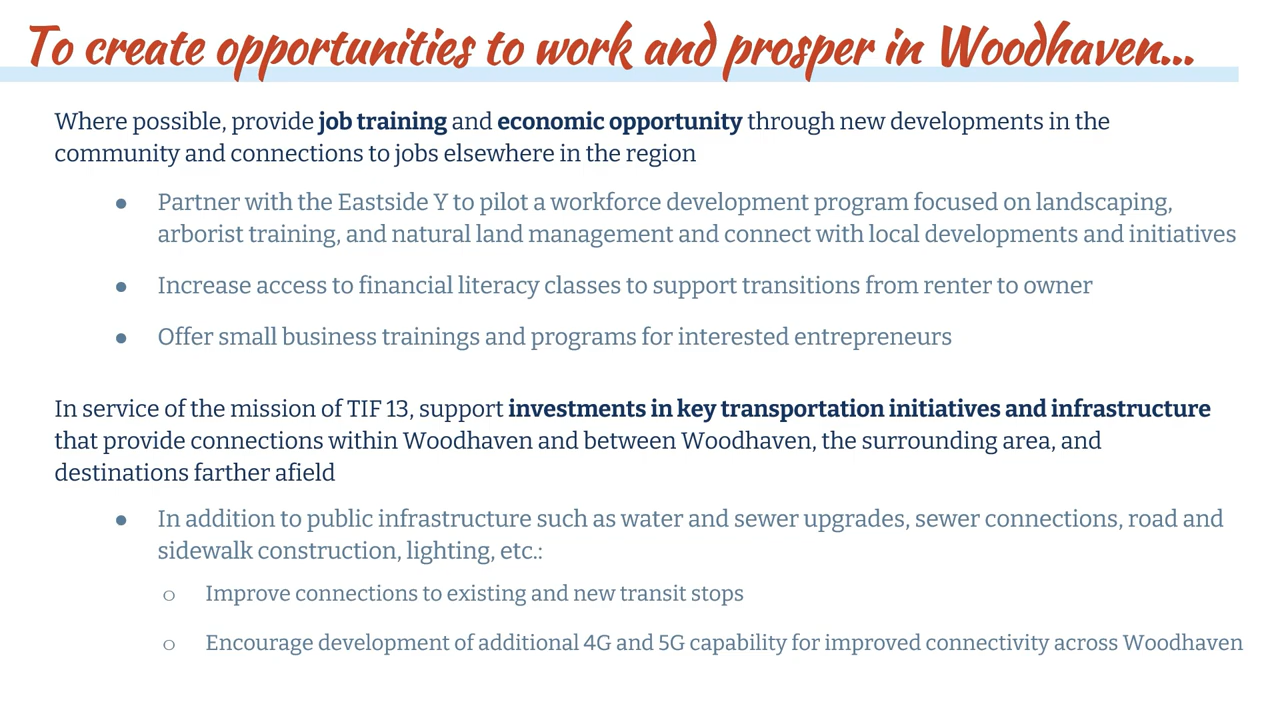 To create opportunities to work and prosper in Woodhaven...
Where possible, provide job training and economic opportunity through new developments in the
community and connections to jobs elsewhere in the region
● Partner with the Eastside Y to pilot a workforce development program focused on landscaping,
arborist training, and natural land management and connect with local developments and initiatives
● Increase access to financial literacy classes to support transitions from renter to owner
● Offer small business trainings and programs for interested entrepreneurs
In service of the mission of TIF 13, support investments in key transportation initiatives and infrastructure
that provide connections within Woodhaven and between Woodhaven, the surrounding area, and
destinations farther afield
● In addition to public infrastructure such as water and sewer upgrades, sewer connections, road and
sidewalk construction, lighting, etc.:
○ Improve connections to existing and new transit stops
○ Encourage development of additional 4G and 5G capability for improved connectivity across Woodhaven